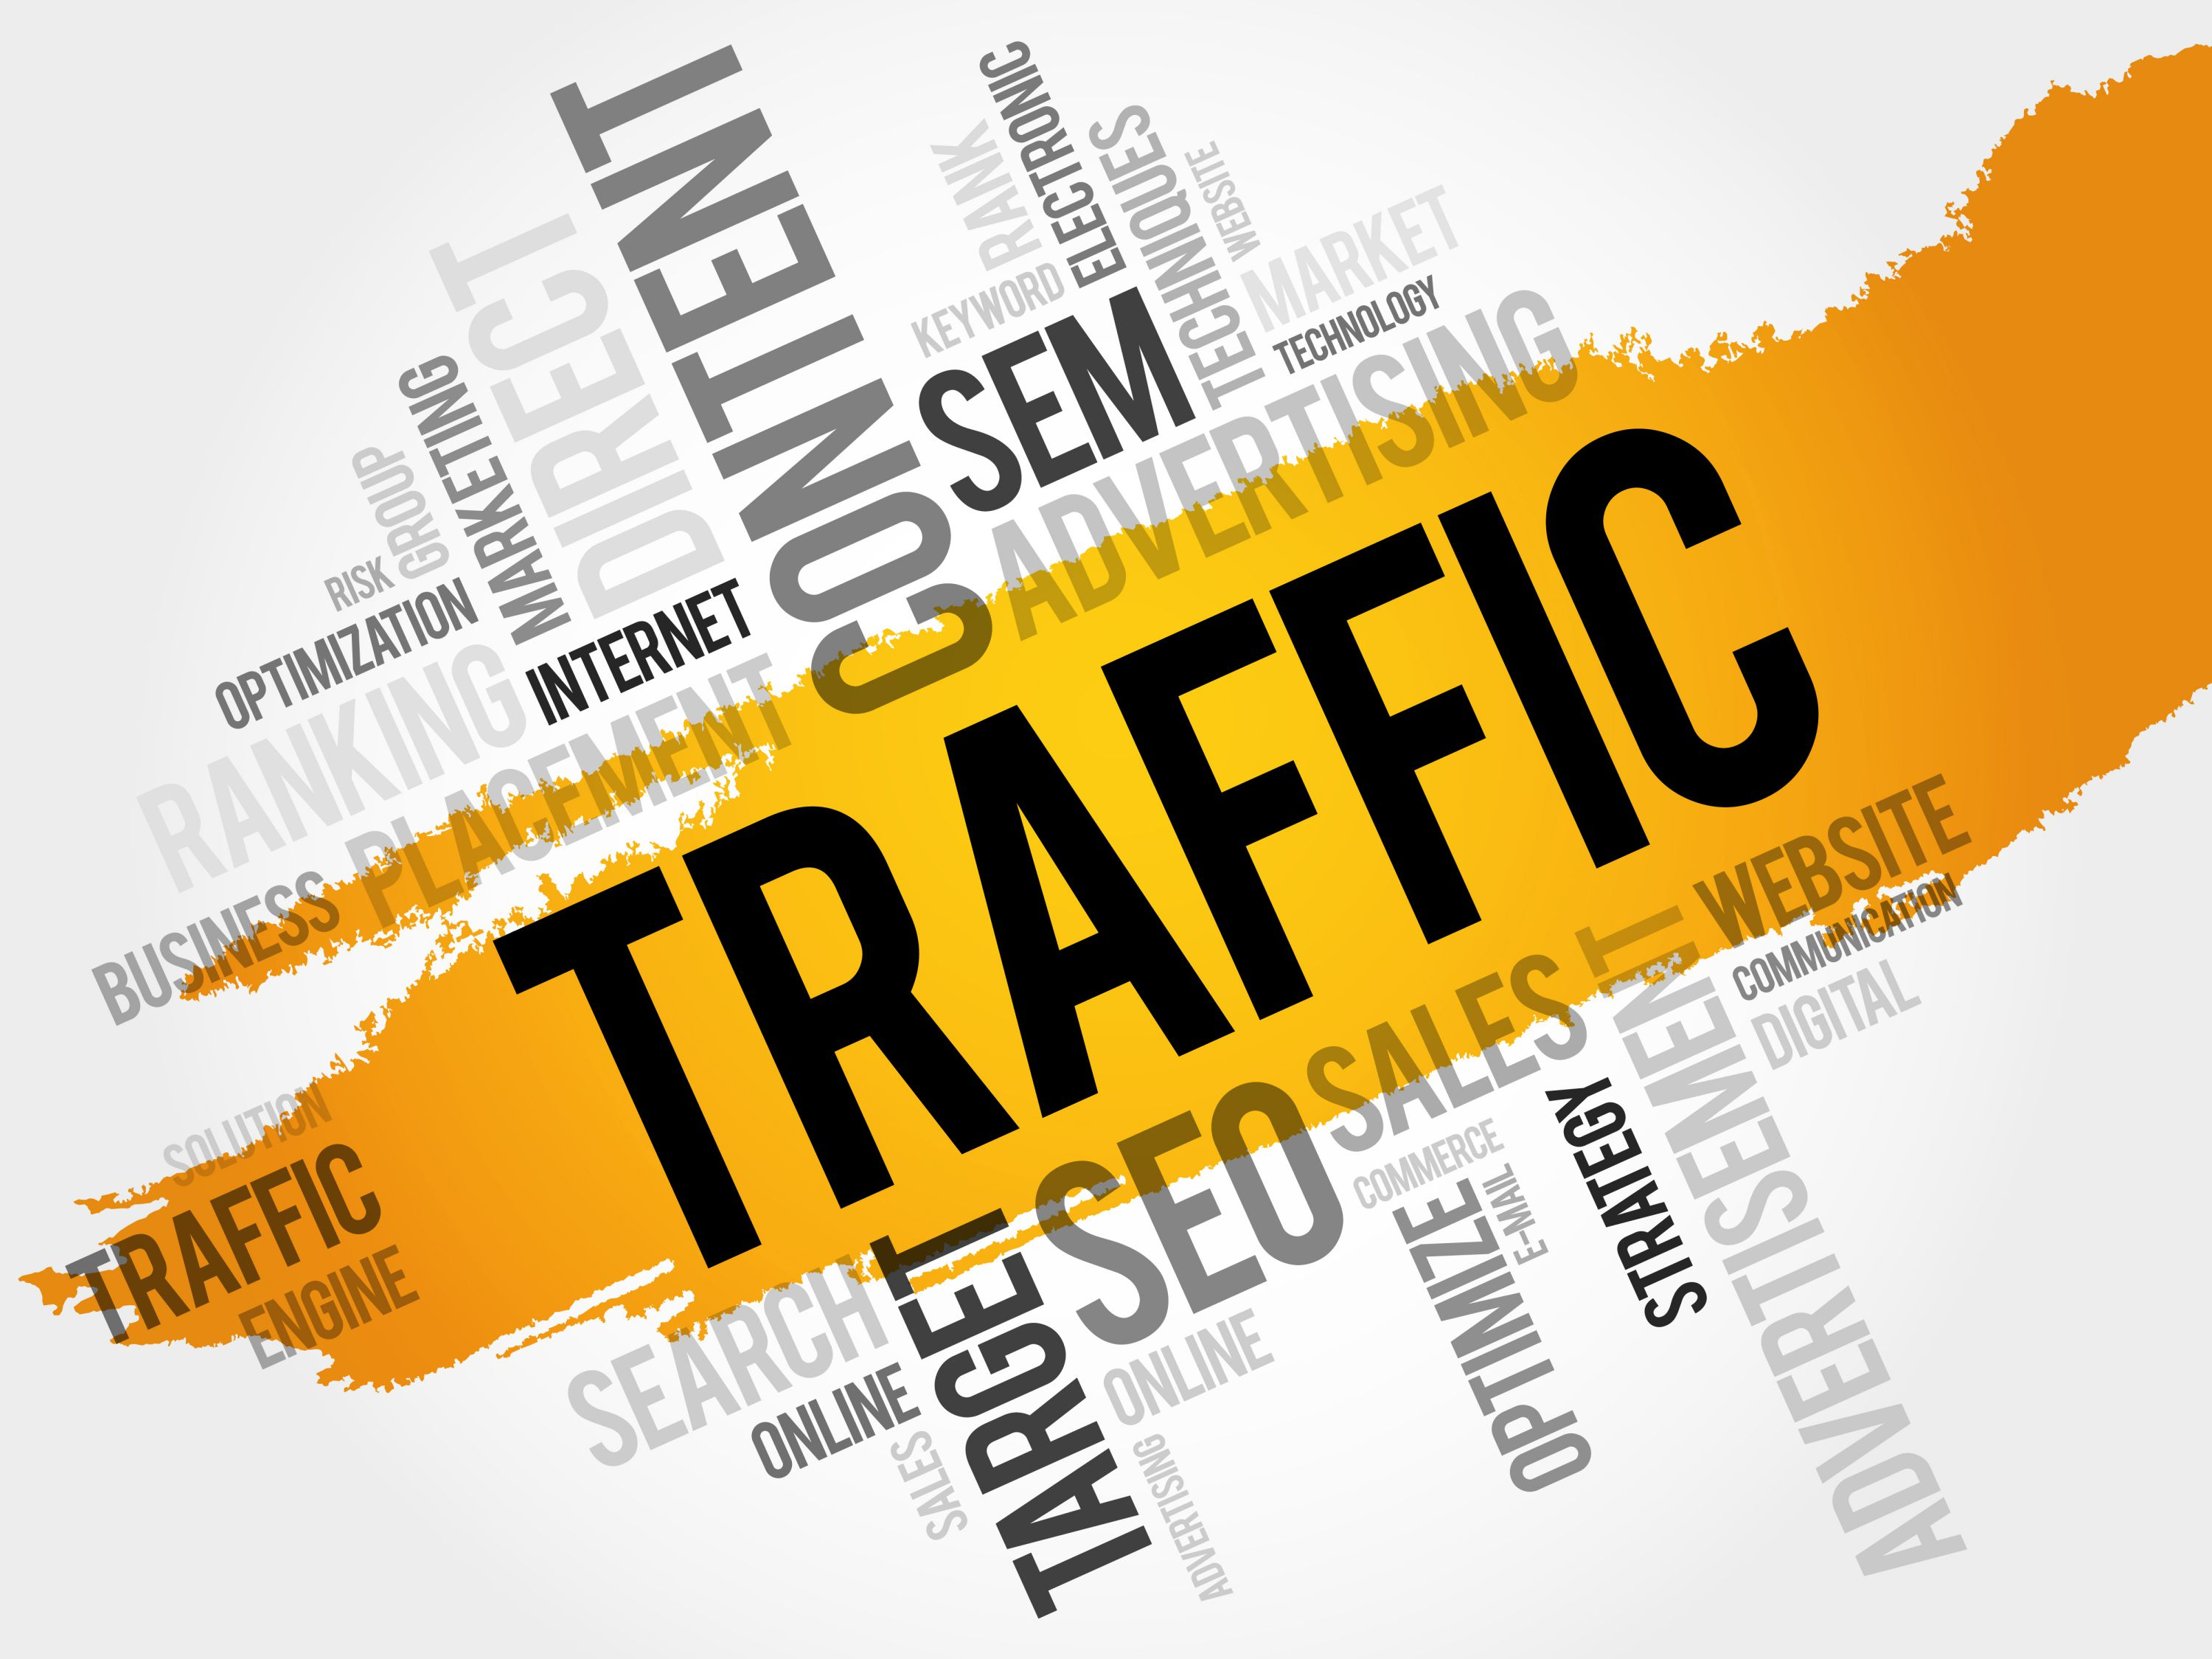 CONTENT
DIRECT
RANK
ELECTRONIC
TECHNIQUES
WEBSITE
KEYWORD
MARKET
TECHNOLOGY
SEM
ADVERTISING
MARKETING
GROUP
RISK
OPTIMIZATION
INTERNET
RANKING
PLACEMENT
BUSINESS
TRAFFIC
WEBSITE
COMMUNICATION
DIGITAL
SOLUTION
TRAFFIC
ENGINE
SALES
SEO
SEARCH
TARGET
ONLINE
ONLINE
SALES
ADVERTISING
COMMERCE
E-MAIL
OPTIMIZE
STRATEGY
ADVERTISEMENT